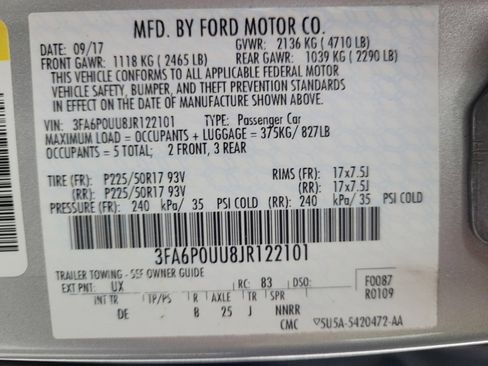 MFD. BY FORD MOTOR CO.
DATE: 09/17 GVWR: 2136 KG (4710 LB)
FRONT GAWR: 1118 KG (2465 LB) REAR GAWR: 1039 KG (2290 LB)
THIS VEHICLE CONFORMS TO ALL APPLICABLE FEDERAL MOTOR
VEHICLE SAFETY, BUMPER, AND THEFT PREVENTION STANDARDS
IN EFFECT ON THE DATE OF MANUFACTURE SHOWN ABOVE.
VIN: 3FA6P0UU8JR122101 TYPE: Passenger Car
MAXIMUM LOAD = OCCUPANTS + LUGGAGE = 375KG/ 827LB
OCCUPANTS = 5 TOTAL; 2 FRONT, 3 REAR
TIRE (FR): P225/50R17 93V RIMS (FR): 17x7.5J
(RR): P225/50R17 93V (RR): 17x7.5J
PRESSURE (FR): 240 kPa/ 35 PSI COLD (RR): 240 kPa/ 35 PSI COLD
3FA6P0UU8JR122101
TRAILER TOWING - SEE OWNER GUIDE
EXT PNT: UX RC: 83 DSO: F0087
INT TR TP/PS R AXLE TR SPR R0109
DE B 25 J NNRR
CMC 5U5A-5420472-AA